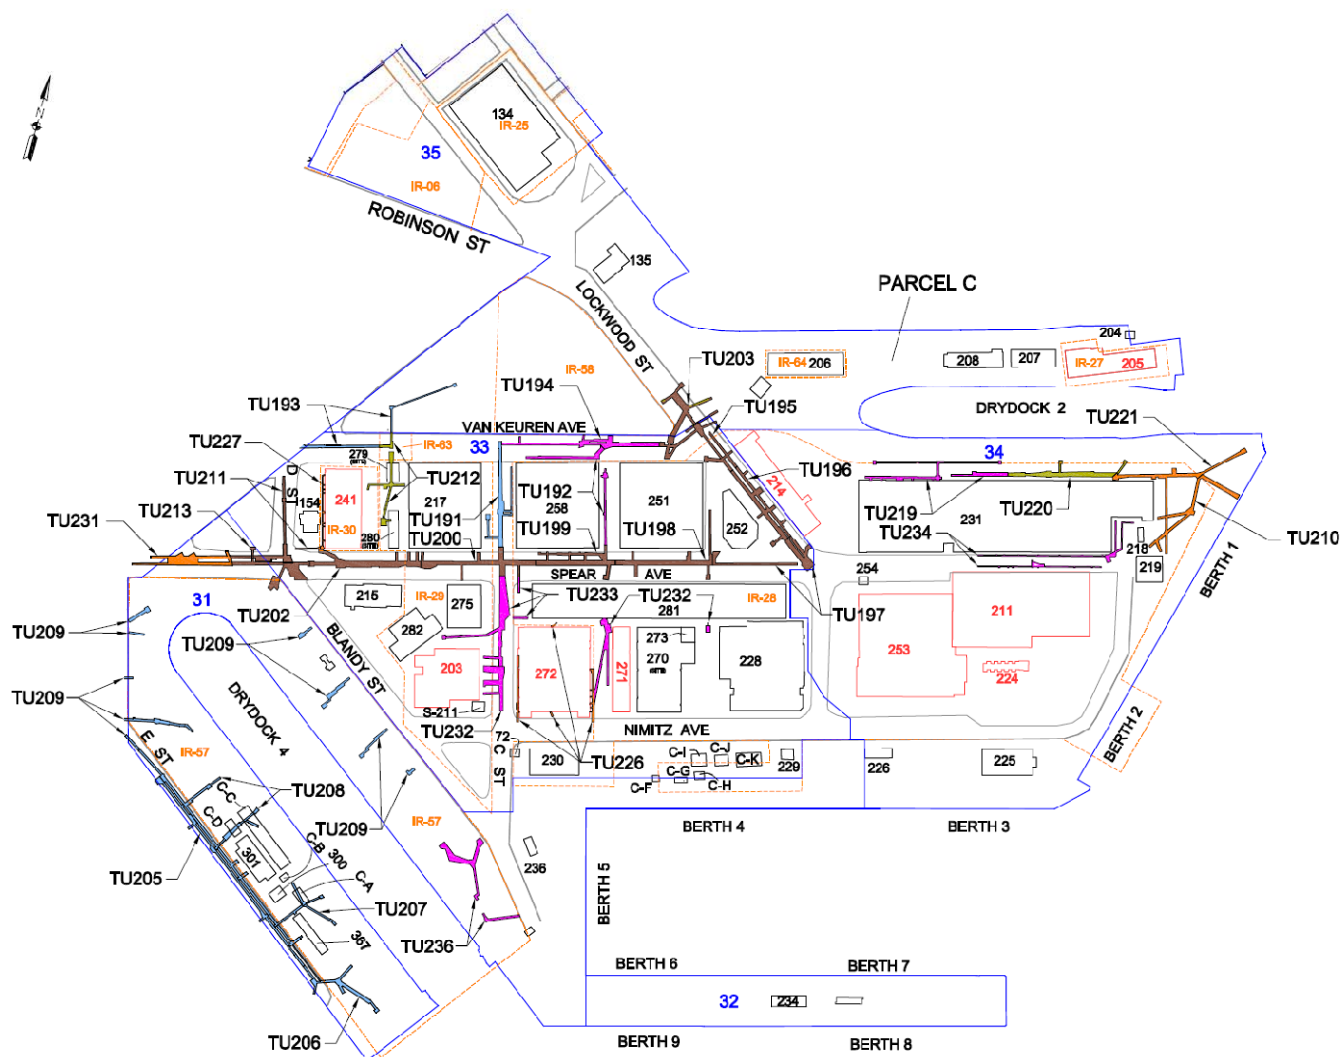 N
134
IR-25
35
IR-06
ROBINSON ST
135
LOCKWOOD ST
PARCEL C
204
TU203
IR-64
206
208
207
IR-27
205
IR-58
TU194
TU193
TU195
DRYDOCK 2
TU221
VAN KEUREN AVE
TU227
IR-63
33
34
279
D ST
TU211
TU212
TU196
214
154
241
217
TU192
258
251
TU219
TU220
TU213
TU191
231
TU231
IR-30
280
TU200
TU199
TU198
252
TU234
218
TU210
219
BERTH 1
SPEAR AVE
254
31
215
IR-29
275
TU233
TU232
IR-28
281
TU197
211
TU202
TU209
TU209
282
BLANDY ST
273
270
228
253
203
272
271
224
TU209
DRYDOCK 4
S-211
TU232
72
NIMITZ AVE
BERTH 2
E ST
IR-57
C ST
230
TU226
C-I
C-J
C-K
229
226
225
C-G
C-F
C-H
TU208
C-C
C-D
TU209
IR-57
BERTH 4
BERTH 3
C-B
300
301
C-A
236
TU205
BERTH 5
TU207
367
TU236
BERTH 6
BERTH 7
32
234
TU206
BERTH 9
BERTH 8